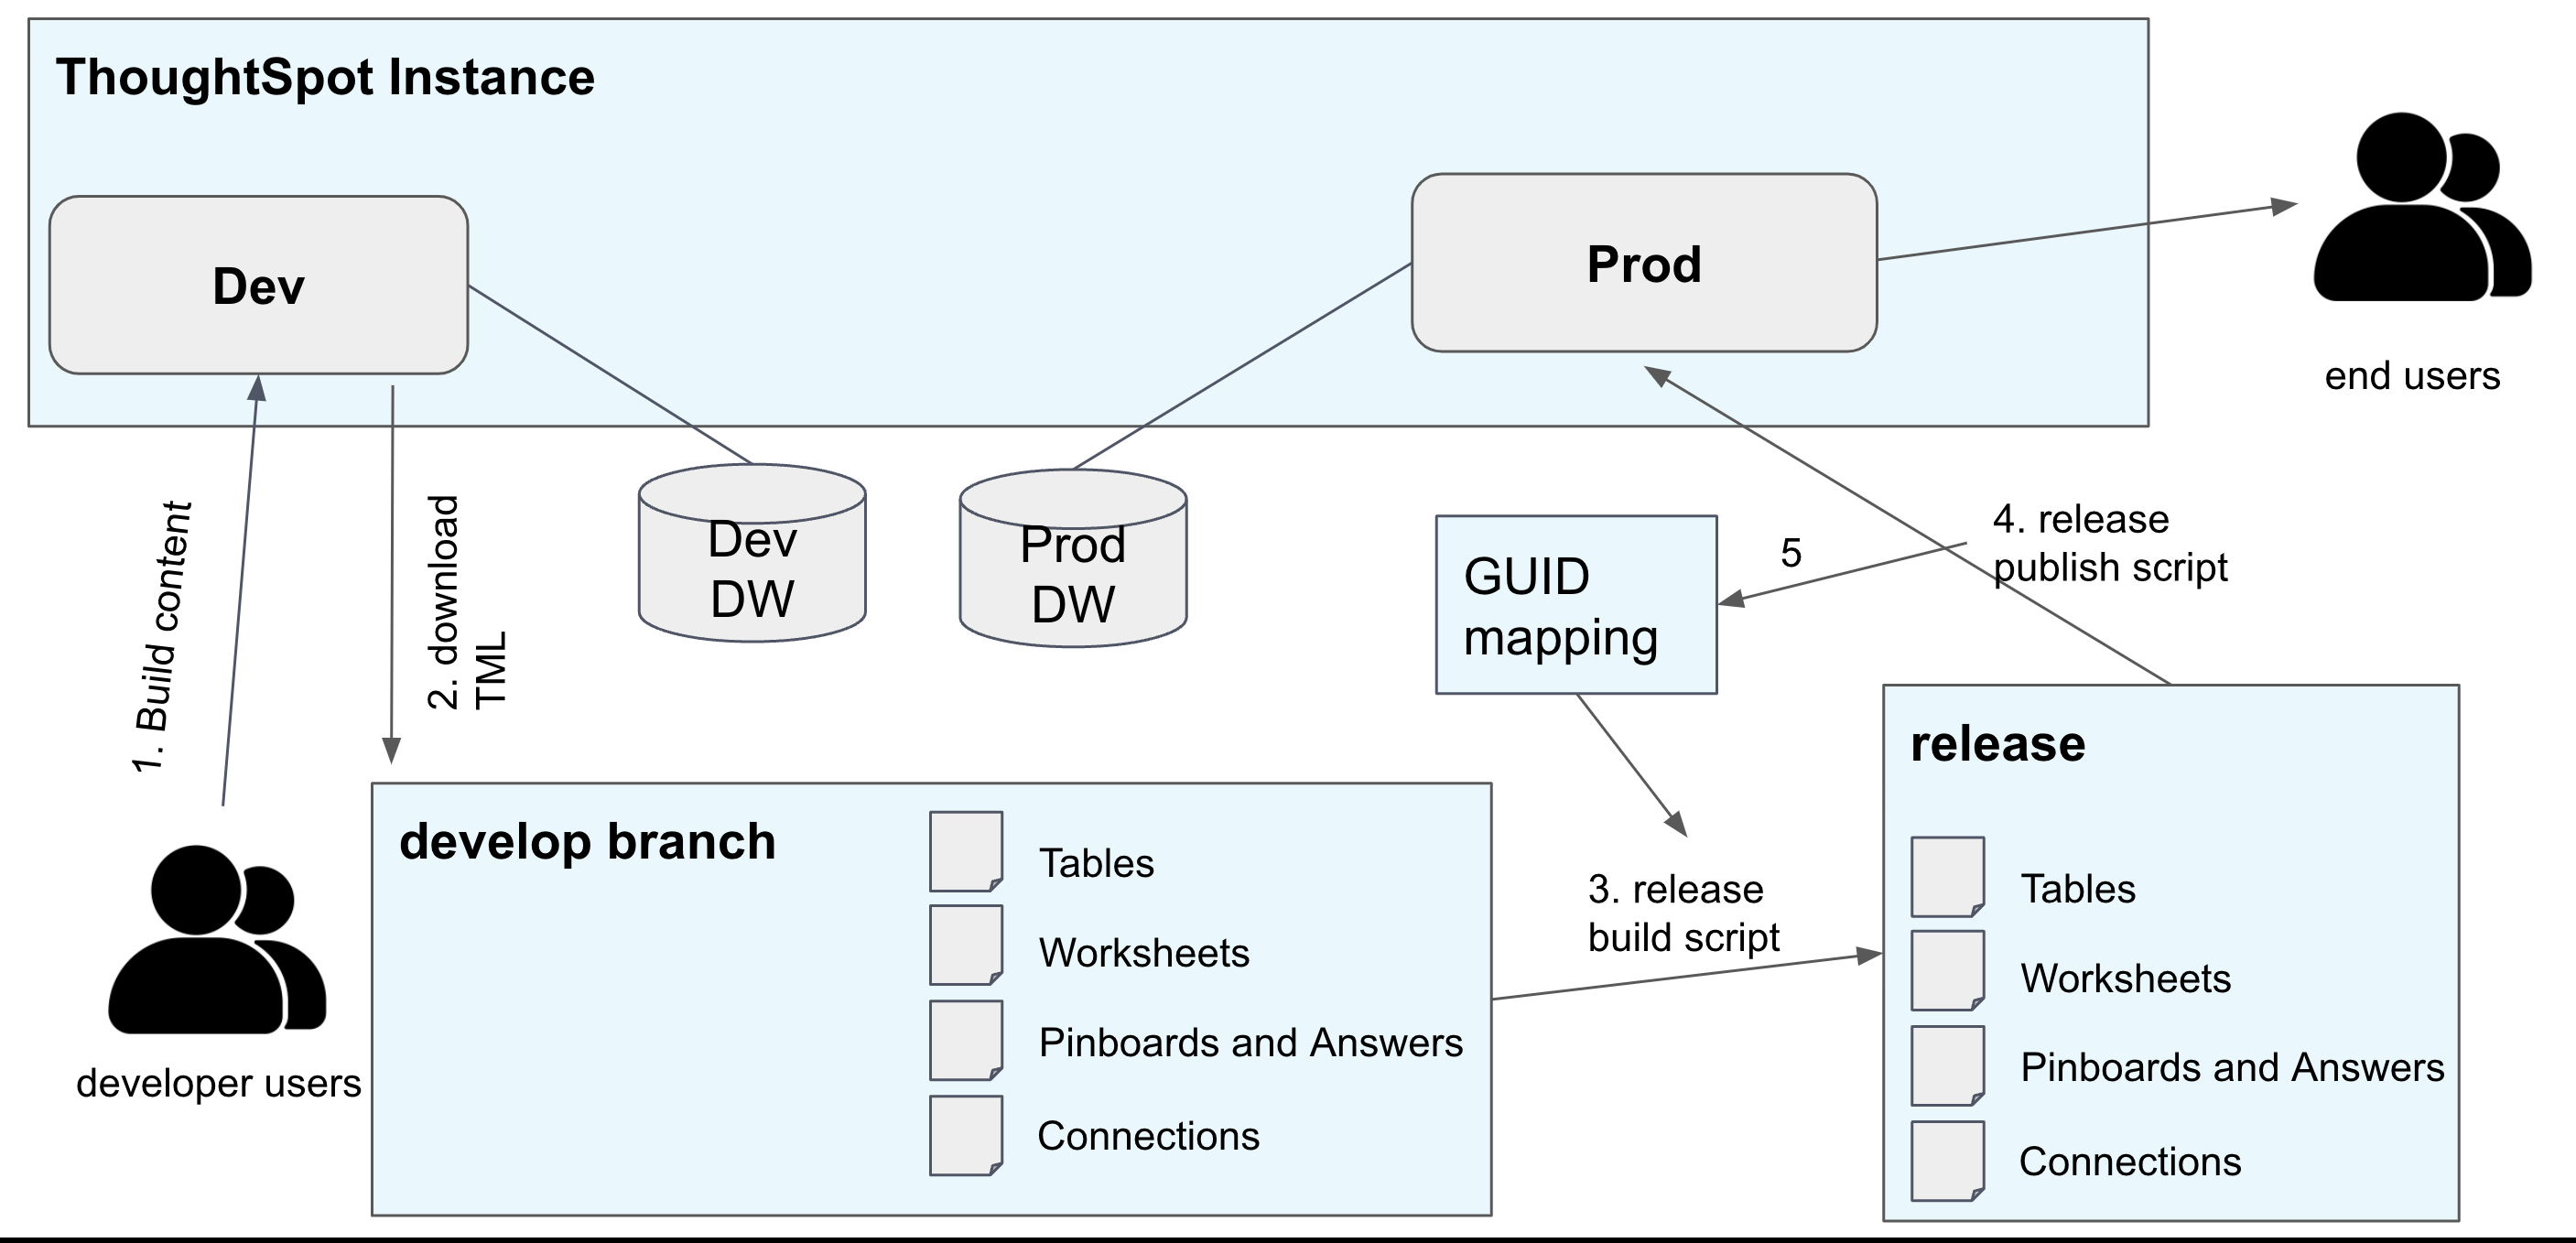 ThoughtSpot Instance
Dev
Prod
end users
1. Build content
2. download
TML
Dev
DW
Prod
DW
GUID
mapping
5
4. release
publish script
develop branch
Tables
Worksheets
Pinboards and Answers
Connections
developer users
3. release
build script
release
Tables
Worksheets
Pinboards and Answers
Connections